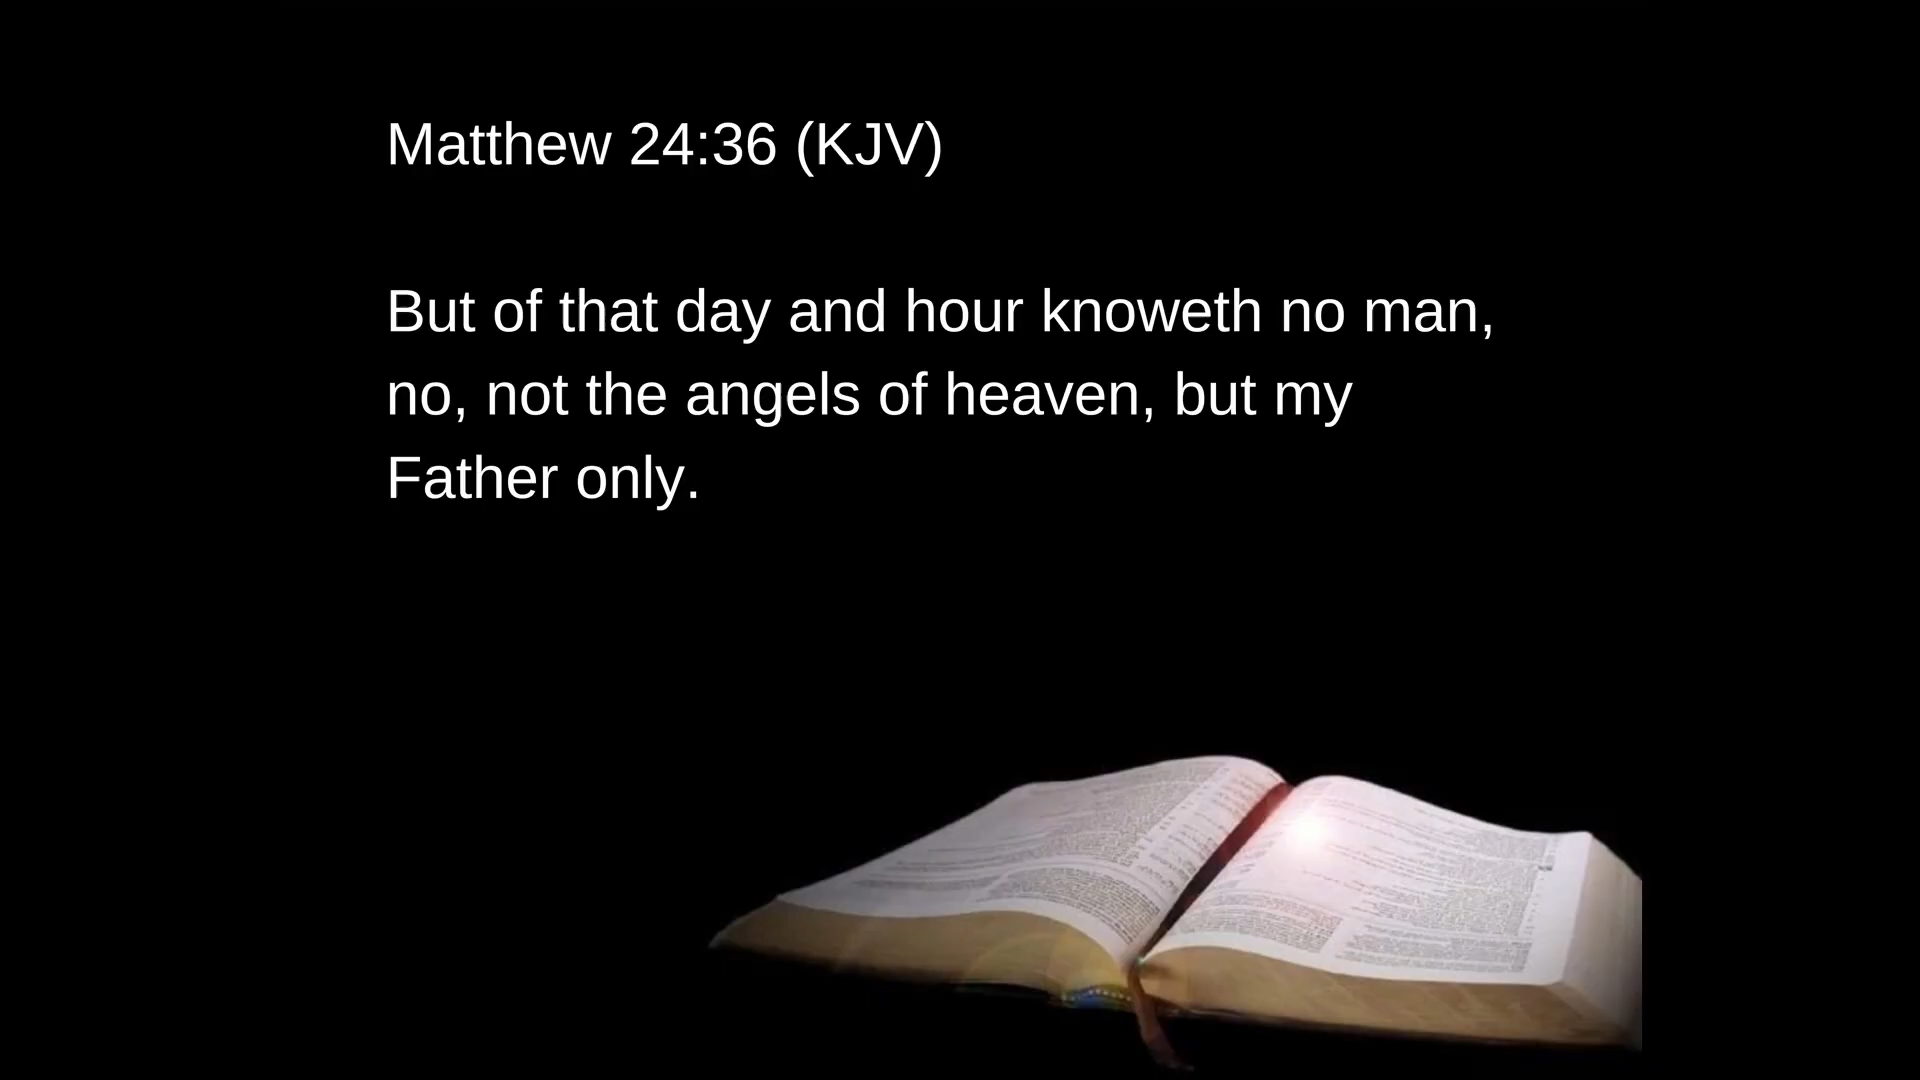 Matthew 24:36 (KJV)
But of that day and hour knoweth no man,
no, not the angels of heaven, but my
Father only.